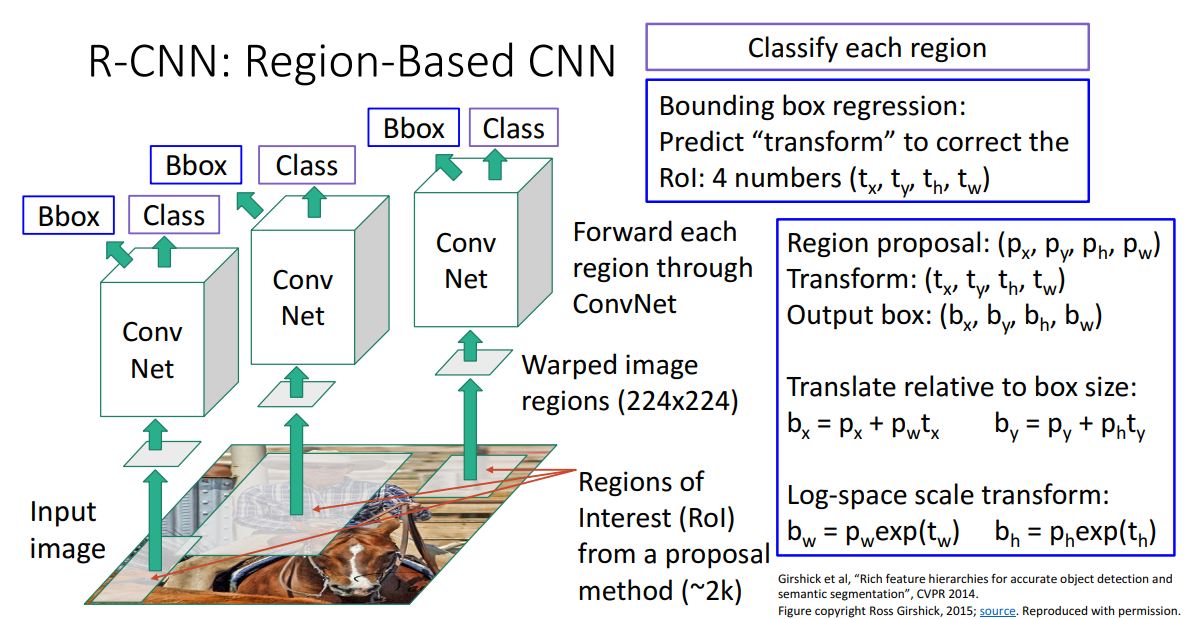 R-CNN: Region-Based CNN
Classify each region
Bounding box regression:
Predict “transform” to correct the
RoI: 4 numbers (tx, ty, th, tw)
Bbox
Class
Bbox
Class
Bbox
Class
Conv
Net
Conv
Net
Conv
Net
Forward each
region through
ConvNet
Warped image
regions (224x224)
Input
image
Regions of
Interest (RoI)
from a proposal
method (~2k)
Region proposal: (px, py, ph, pw)
Transform: (tx, ty, th, tw)
Output box: (bx, by, bh, bw)
Translate relative to box size:
bx = px + pwtx by = py + phty
Log-space scale transform:
bw = pwexp(tw) bh = phexp(th)
Girshick et al, “Rich feature hierarchies for accurate object detection and
semantic segmentation”, CVPR 2014.
Figure copyright Ross Girshick, 2015; source. Reproduced with permission.